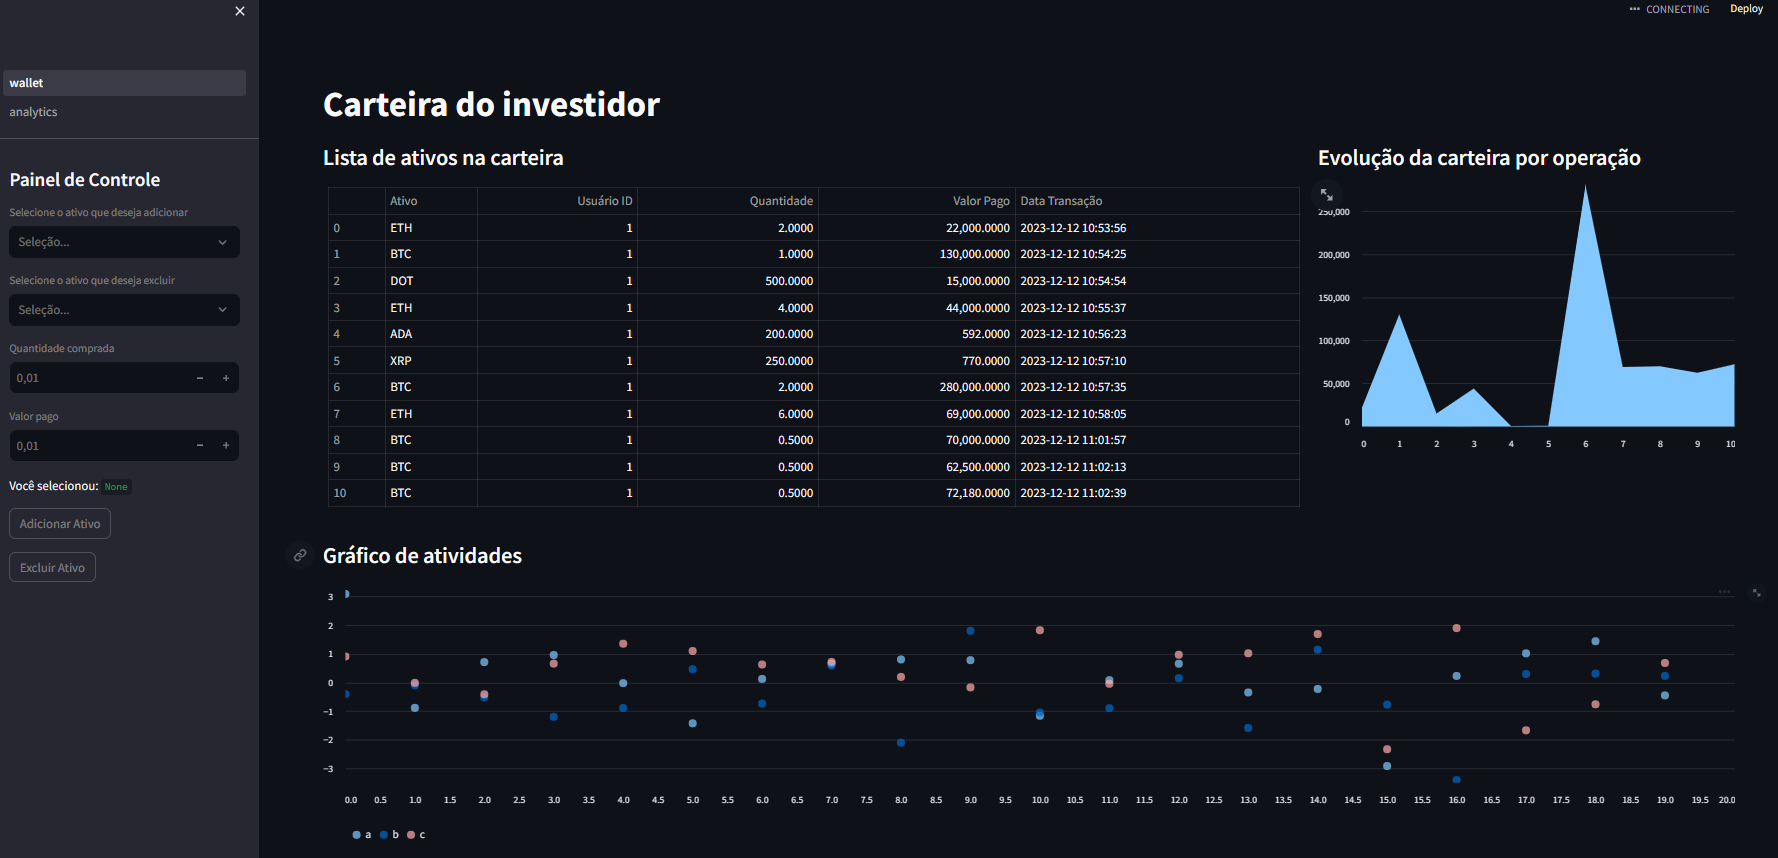 CONNECTING Deploy
wallet
analytics
Painel de Controle
Selecione o ativo que deseja adicionar
Seleção...
Selecione o ativo que deseja excluir
Seleção...
Quantidade comprada
0,01
Valor pago
0,01
Você selecionou: None
Adicionar Ativo
Excluir Ativo
Carteira do investidor
Lista de ativos na carteira
Ativo Usuário ID Quantidade Valor Pago Data Transação
0 ETH 1 2.0000 22,000.0000 2023-12-12 10:53:56
1 BTC 1 1.0000 130,000.0000 2023-12-12 10:54:25
2 DOT 1 500.0000 15,000.0000 2023-12-12 10:54:54
3 ETH 1 4.0000 44,000.0000 2023-12-12 10:55:37
4 ADA 1 200.0000 592.0000 2023-12-12 10:56:23
5 XRP 1 250.0000 770.0000 2023-12-12 10:57:10
6 BTC 1 2.0000 280,000.0000 2023-12-12 10:57:35
7 ETH 1 6.0000 69,000.0000 2023-12-12 10:58:05
8 BTC 1 0.5000 70,000.0000 2023-12-12 11:01:57
9 BTC 1 0.5000 62,500.0000 2023-12-12 11:02:13
10 BTC 1 0.5000 72,180.0000 2023-12-12 11:02:39
Evolução da carteira por operação
250,000
200,000
150,000
100,000
50,000
0
0 1 2 3 4 5 6 7 8 9 10
Gráfico de atividades
3
2
1
0
−1
−2
−3
0.0 0.5 1.0 1.5 2.0 2.5 3.0 3.5 4.0 4.5 5.0 5.5 6.0 6.5 7.0 7.5 8.0 8.5 9.0 9.5 10.0 10.5 11.0 11.5 12.0 12.5 13.0 13.5 14.0 14.5 15.0 15.5 16.0 16.5 17.0 17.5 18.0 18.5 19.0 19.5 20.0
a b c